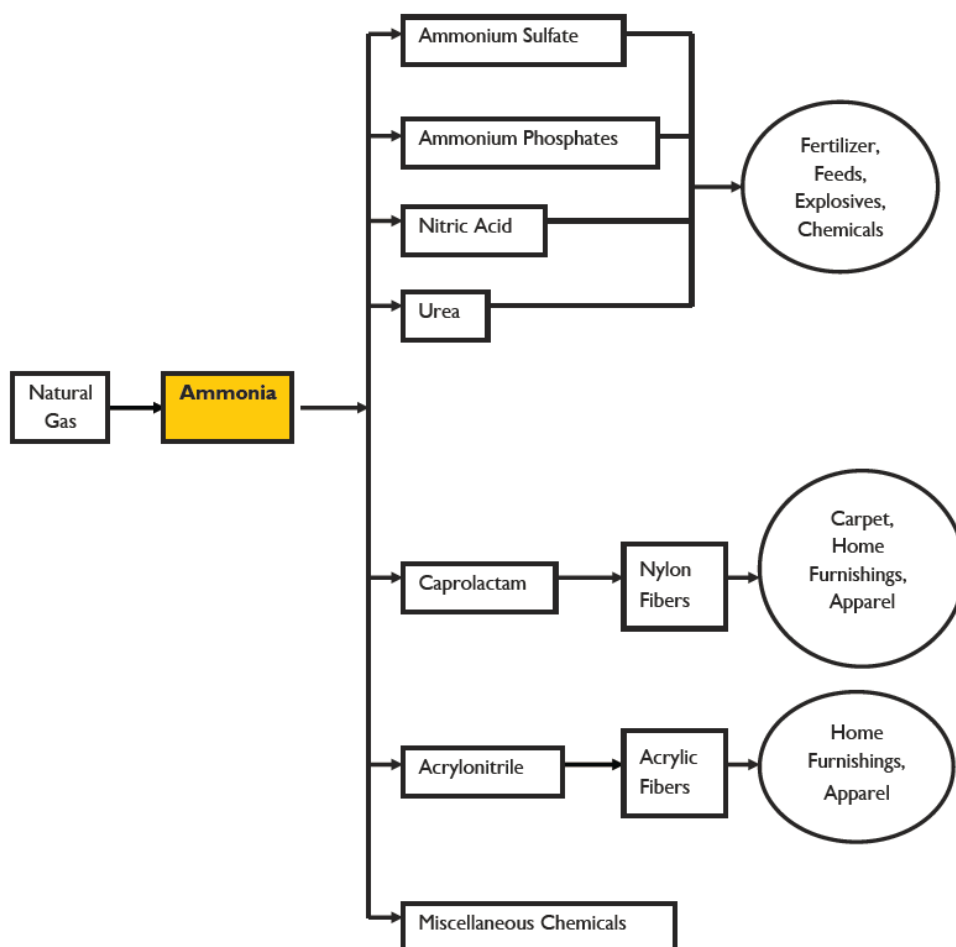 Ammonium Sulfate
Ammonium Phosphates
Fertilizer,
Feeds,
Explosives,
Chemicals
Nitric Acid
Urea
Natural
Gas
Ammonia
Carpet,
Home
Furnishings,
Apparel
Caprolactam
Nylon
Fibers
Home
Furnishings,
Apparel
Acrylonitrile
Acrylic
Fibers
Miscellaneous Chemicals